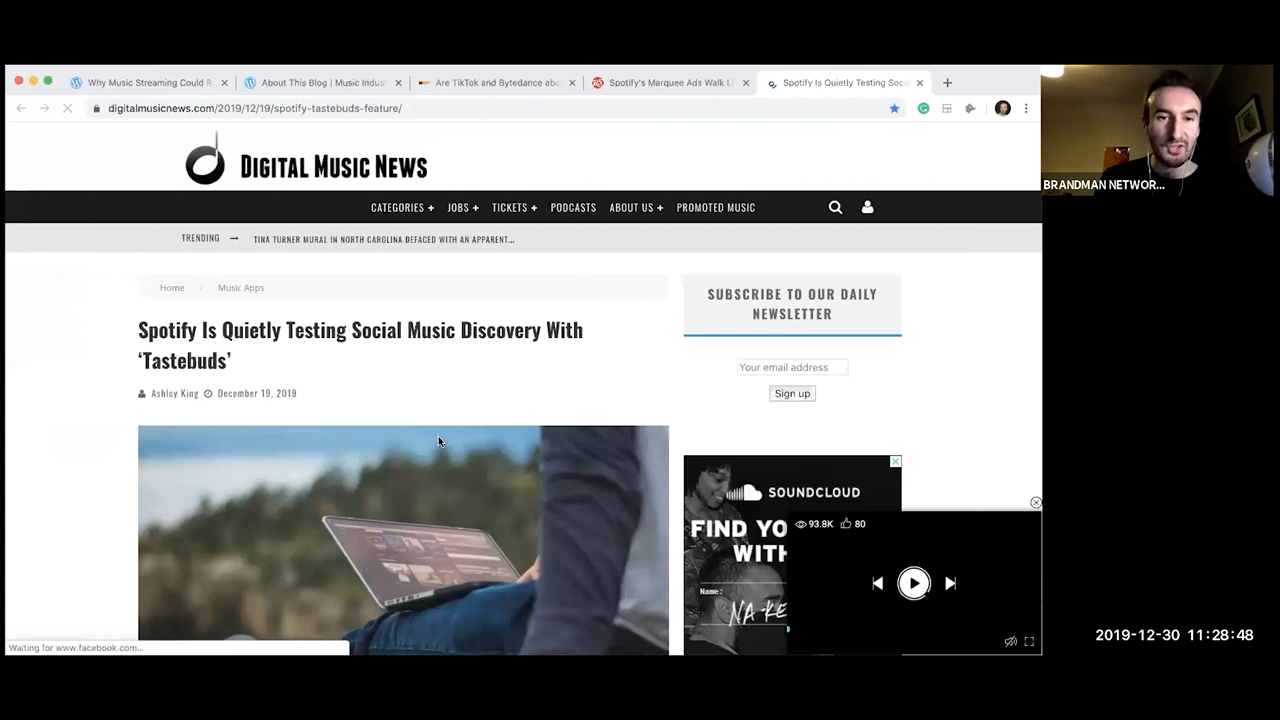 Why Music Streaming Could R
About This Blog | Music Indust
Are TikTok and Bytedance abo
Spotify's Marquee Ads Walk Li
Spotify Is Quietly Testing Soci
digitalmusicnews.com/2019/12/19/spotify-tastebuds-feature/
BRANDMAN NETWOR...
DIGITAL MUSIC NEWS
CATEGORIES + JOBS + TICKETS + PODCASTS ABOUT US + PROMOTED MUSIC
TRENDING → TINA TURNER MURAL IN NORTH CAROLINA DEFACED WITH AN APPARENT...
Home > Music Apps
Spotify Is Quietly Testing Social Music Discovery With
‘Tastebuds’
Ashley King December 19, 2019
SUBSCRIBE TO OUR DAILY
NEWSLETTER
Your email address
Sign up
SOUNDCLOUD
FIND YO
WITH
Name:
NA-KE
93.8K 80
Waiting for www.facebook.com...
2019-12-30 11:28:48